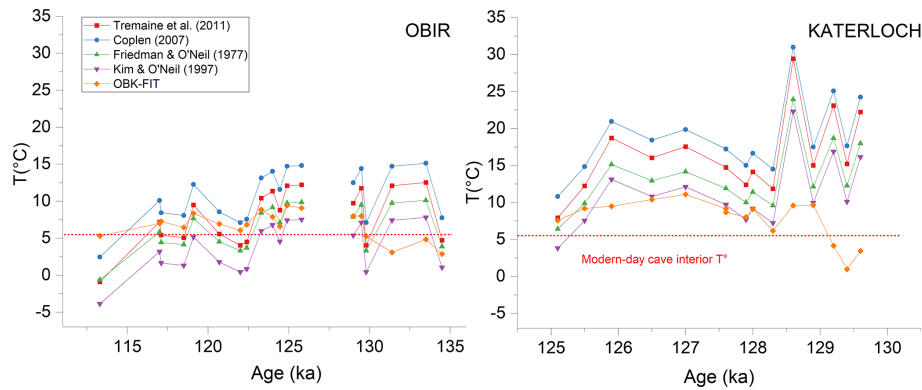 OBIR
Tremaine et al. (2011)
Coplen (2007)
Friedman & O'Neil (1977)
Kim & O'Neil (1997)
OBK-FIT
T(°C)
35
30
25
20
15
10
5
0
-5
115
120
125
130
135
Age (ka)
KATERLOCH
T(°C)
35
30
25
20
15
10
5
0
-5
Modern-day cave interior T°
125
126
127
128
129
130
Age (ka)